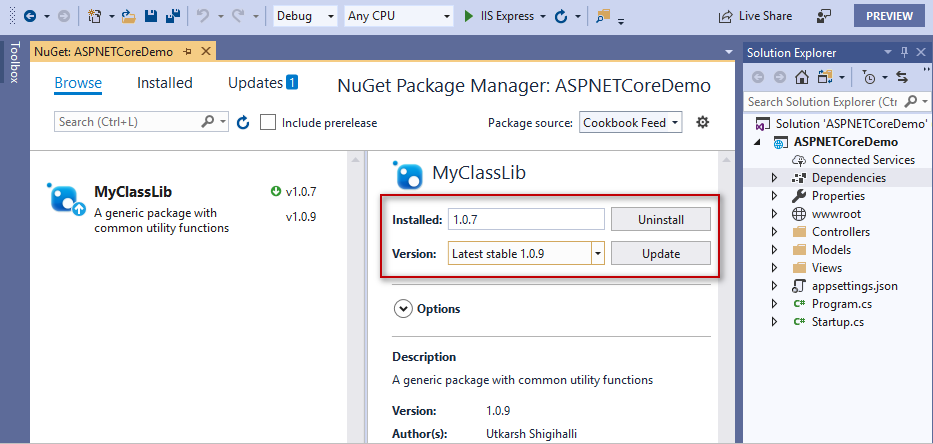 Debug Any CPU IIS Express Live Share PREVIEW
Toolbox
NuGet: ASPNETCoreDemo
Browse Installed Updates 1
NuGet Package Manager: ASPNETCoreDemo
Search (Ctrl+L) Include prerelease
Package source: Cookbook Feed
MyClassLib v1.0.7
A generic package with v1.0.9
common utility functions
MyClassLib
Installed: 1.0.7 Uninstall
Version: Latest stable 1.0.9 Update
Options
Description
A generic package with common utility functions
Version: 1.0.9
Author(s): Utkarsh Shigihalli
Solution Explorer
Search Solution Explorer (Ctr
Solution 'ASPNETCoreDemo'
ASPNETCoreDemo
Connected Services
Dependencies
Properties
wwwroot
Controllers
Models
Views
appsettings.json
C# Program.cs
C# Startup.cs